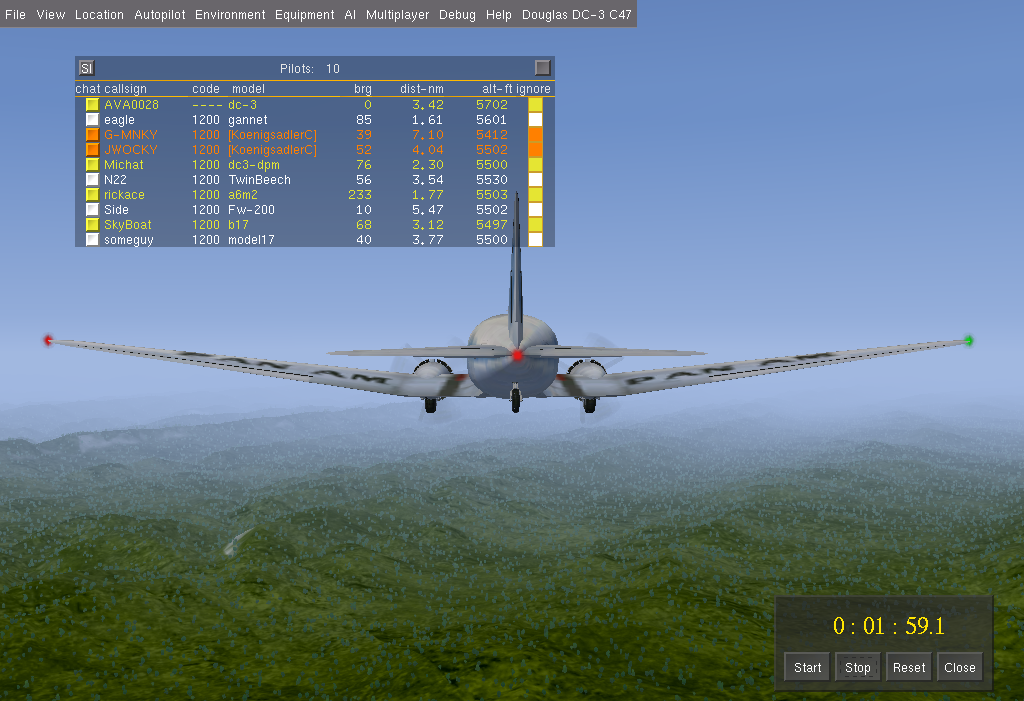 File View Location Autopilot Environment Equipment AI Multiplayer Debug Help Douglas DC-3 C47
SI Pilots: 10
chat callsign code model brg dist-nm alt-ft ignore
AVA0028 ---- dc-3 0 3.42 5702
eagle 1200 gannet 85 1.61 5601
G-MNKY 1200 [KoenigsadlerC] 39 7.10 5412
JWOCKY 1200 [KoenigsadlerC] 52 4.04 5502
Michat 1200 dc3-dpm 76 2.30 5500
N22 1200 TwinBeech 56 3.54 5530
rickace 1200 a6m2 233 1.77 5503
Side 1200 Fw-200 10 5.47 5502
SkyBoat 1200 b17 68 3.12 5497
someguy 1200 model17 40 3.77 5500
PAN AM PAN AM
0 : 01 : 59.1
Start Stop Reset Close